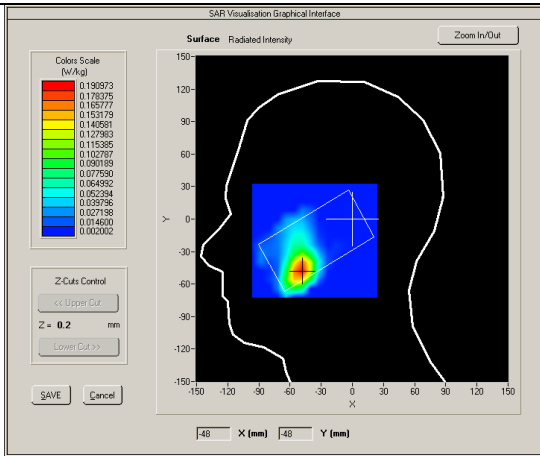 SAR Visualisation Graphical Interface
Surface Radiated Intensity
Zoom In/Out
Colors Scale
(W/kg)
0.190973
0.178375
0.165777
0.153179
0.140581
0.127983
0.115385
0.102787
0.090189
0.077590
0.064992
0.052394
0.039796
0.027198
0.014600
0.002002
Z-Cuts Control
<< Upper Cut
Z = 0.2 mm
Lower Cut >>
SAVE Cancel
150
120
90
60
30
0
-30
-60
-90
-120
-150
Y
-150 -120 -90 -60 -30 0 30 60 90 120 150
X
-48 X (mm) -48 Y (mm)